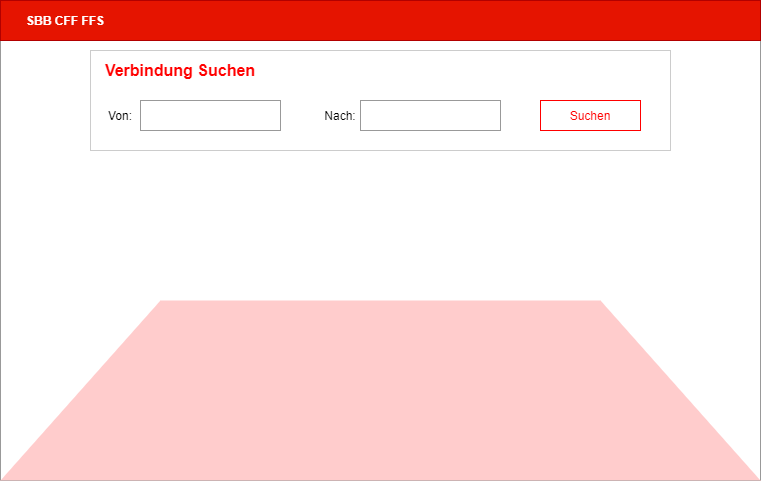 SBB CFF FFS
Verbindung Suchen
Von:
Nach:
Suchen